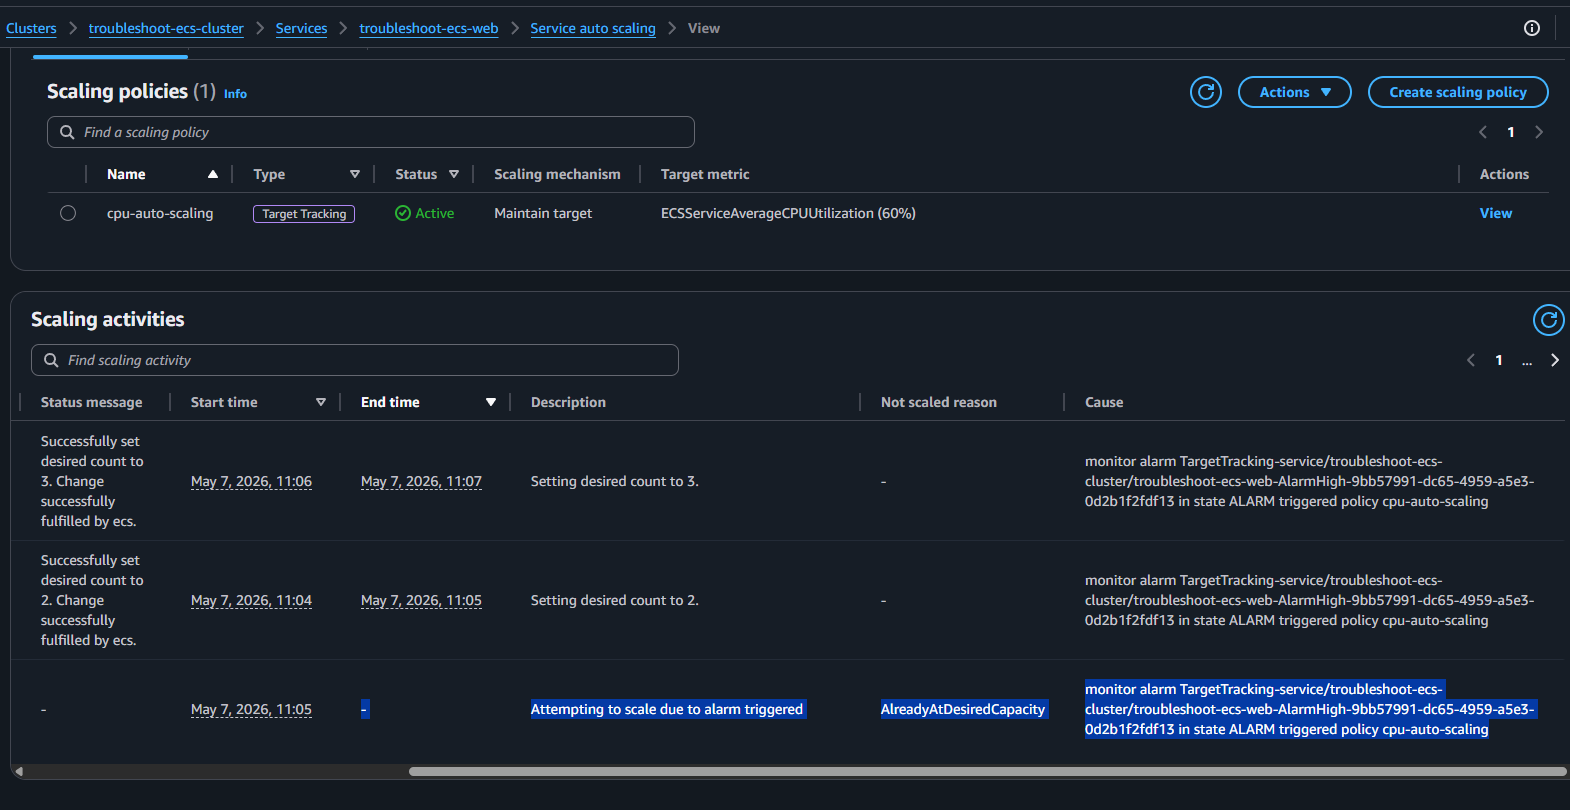 Clusters > troubleshoot-ecs-cluster > Services > troubleshoot-ecs-web > Service auto scaling > View
Scaling policies (1) Info
Actions
Create scaling policy
Find a scaling policy
1
Name Type Status Scaling mechanism Target metric Actions
cpu-auto-scaling Target Tracking Active Maintain target ECSServiceAverageCPUUtilization (60%) View
Scaling activities
Find scaling activity
1 ...
Status message Start time End time Description Not scaled reason Cause
Successfully set
desired count to
3. Change
successfully
fulfilled by ecs.
May 7, 2026, 11:06
May 7, 2026, 11:07
Setting desired count to 3.
-
monitor alarm TargetTracking-service/troubleshoot-ecs-
cluster/troubleshoot-ecs-web-AlarmHigh-9bb57991-dc65-4959-a5e3-
0d2b1f2fdf13 in state ALARM triggered policy cpu-auto-scaling
Successfully set
desired count to
2. Change
successfully
fulfilled by ecs.
May 7, 2026, 11:04
May 7, 2026, 11:05
Setting desired count to 2.
-
monitor alarm TargetTracking-service/troubleshoot-ecs-
cluster/troubleshoot-ecs-web-AlarmHigh-9bb57991-dc65-4959-a5e3-
0d2b1f2fdf13 in state ALARM triggered policy cpu-auto-scaling
-
May 7, 2026, 11:05
-
Attempting to scale due to alarm triggered
AlreadyAtDesiredCapacity
monitor alarm TargetTracking-service/troubleshoot-ecs-
cluster/troubleshoot-ecs-web-AlarmHigh-9bb57991-dc65-4959-a5e3-
0d2b1f2fdf13 in state ALARM triggered policy cpu-auto-scaling